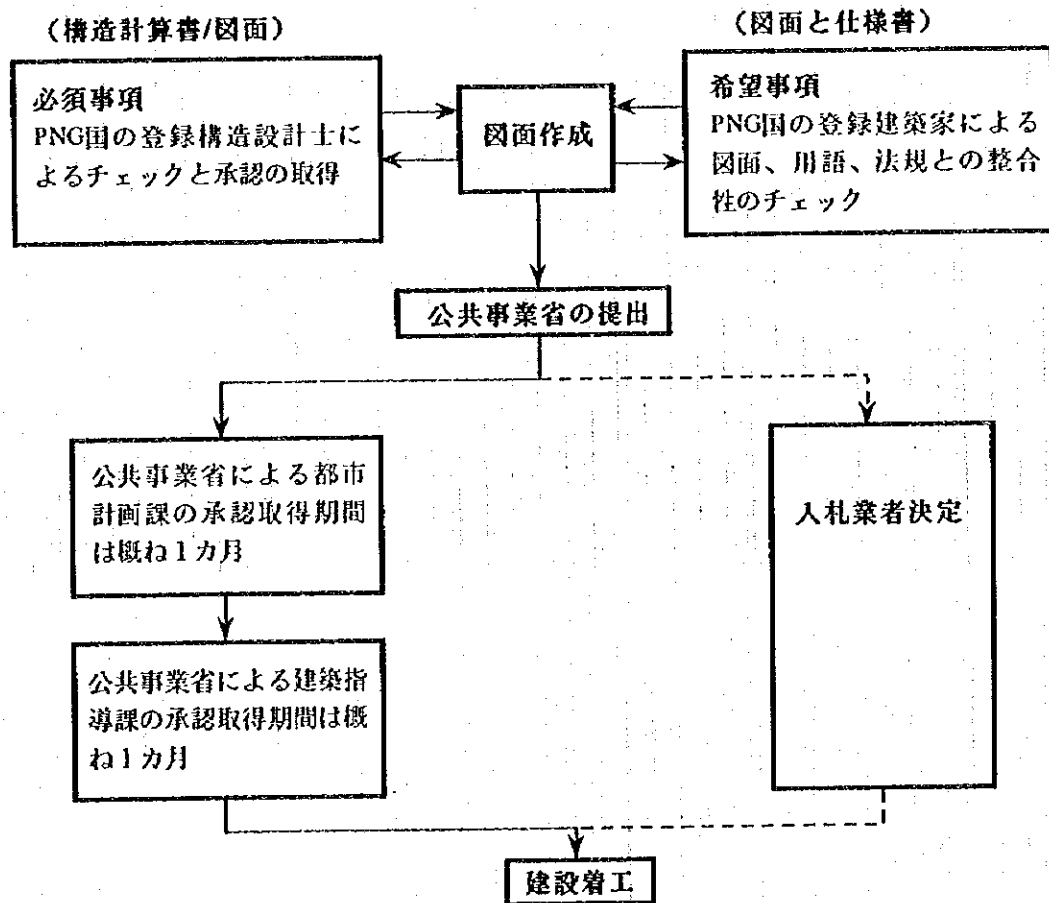 （構造計算書/図面）
（図面と仕様書）
必須事項
PNG国の登録構造設計士に
よるチェックと承認の取得
図面作成
希望事項
PNG国の登録建築家による
図面、用語、法規との整合
性のチェック
公共事業省の提出
公共事業省による都市
計画課の承認取得期間
は概ね1カ月
入札業者決定
公共事業省による建築指
導課の承認取得期間は概
ね1カ月
建設着工